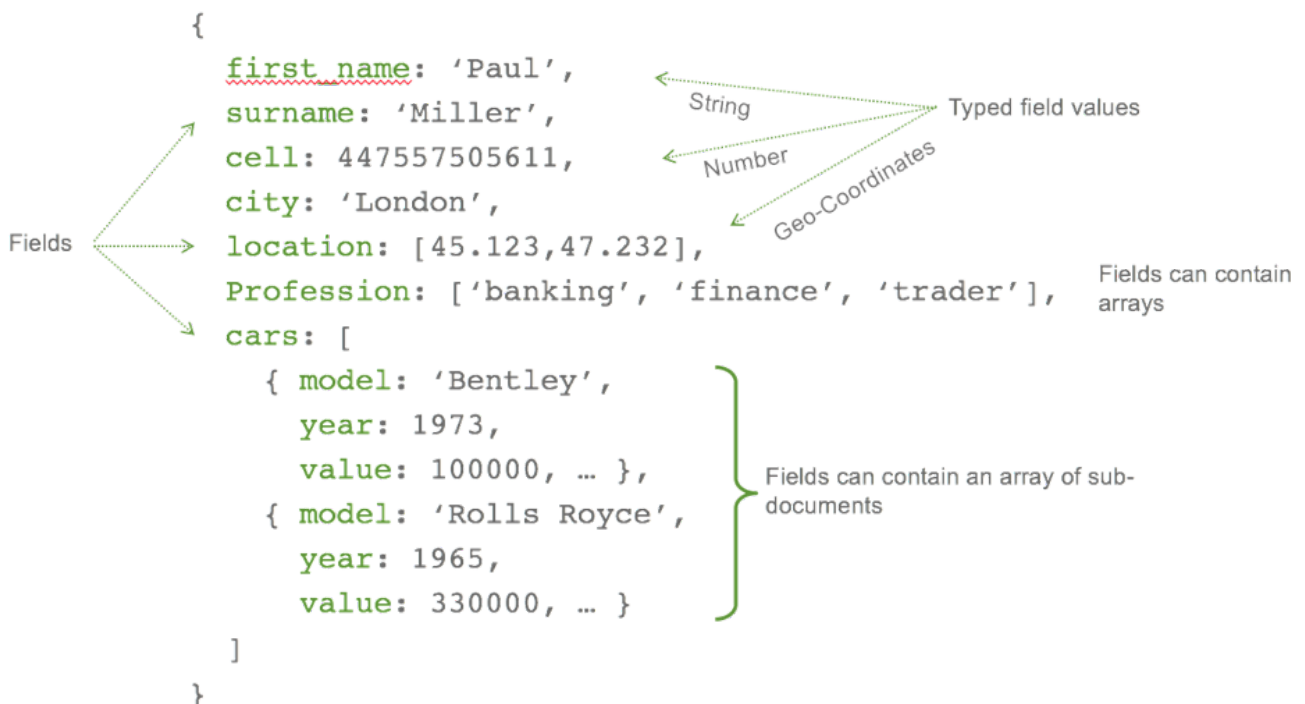 {
first_name: ‘Paul’,
surname: ‘Miller’,
cell: 447557505611,
city: ‘London’,
location: [45.123,47.232],
Profession: [‘banking’, ‘finance’, ‘trader’],
cars: [
{ model: ‘Bentley’,
year: 1973,
value: 100000, … },
{ model: ‘Rolls Royce’,
year: 1965,
value: 330000, … }
]
}
Fields
String
Number
Geo-Coordinates
Typed field values
Fields can contain
arrays
Fields can contain an array of sub-
documents